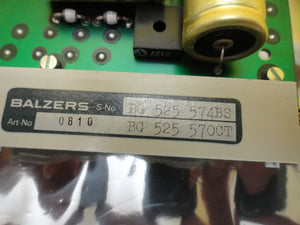 BALZERS S-No BG 525 574BS
Art-No 0810 BG 525 570CT